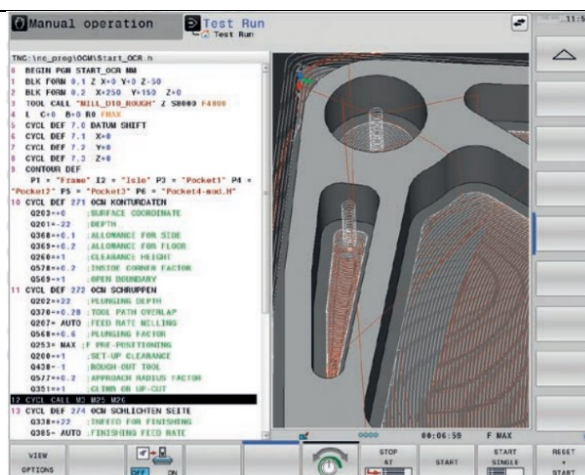 Manual operation
Test Run
Test Run
11:5
TNC:\nc_prog\OCM\Start_OCR.h
0 BEGIN PGM START_OCR MM
1 BLK FORM 0.1 Z X+0 Y+0 Z-50
2 BLK FORM 0.2 X+250 Y+150 Z+0
3 TOOL CALL "MILL_D10_ROUGH" Z S8000 F4000
4 L C+0 B+0 R0 FMAX
5 CYCL DEF 7.0 DATUM SHIFT
6 CYCL DEF 7.1 X+0
7 CYCL DEF 7.2 Y+0
8 CYCL DEF 7.3 Z+0
9 CONTOUR DEF
P1 = "Frame" I2 = "Isle" P3 = "Pocket1" P4 =
"Pocket2" P5 = "Pocket3" P6 = "Pocket4-mod.H"
10 CYCL DEF 271 OCM KONTURDATEN
Q203=+0 ;SURFACE COORDINATE
Q201=-22 ;DEPTH
Q368=+0.1 ;ALLOWANCE FOR SIDE
Q369=+0.2 ;ALLOWANCE FOR FLOOR
Q260=+1 ;CLEARANCE HEIGHT
Q578=+0.2 ;INSIDE CORNER FACTOR
Q569=+1 ;OPEN BOUNDARY
11 CYCL DEF 272 OCM SCHRUPPEN
Q202=+22 ;PLUNGING DEPTH
Q370=+0.28 ;TOOL PATH OVERLAP
Q207= AUTO ;FEED RATE MILLING
Q568=+0.6 ;PLUNGING FACTOR
Q253= MAX ;F PRE-POSITIONING
Q200=+1 ;SET-UP CLEARANCE
Q438=-1 ;ROUGH-OUT TOOL
Q577=+0.2 ;APPROACH RADIUS FACTOR
Q351=+1 ;CLIMB OR UP-CUT
12 CYCL CALL M3 M25 M26
13 CYCL DEF 274 OCM SCHLICHTEN SEITE
Q338=+22 ;INFEED FOR FINISHING
Q385= AUTO ;FINISHING FEED RATE
00:06:59 F MAX
VIEW
OPTIONS
OFF ON
STOP
AT
START
START
SINGLE
RESET
+
START